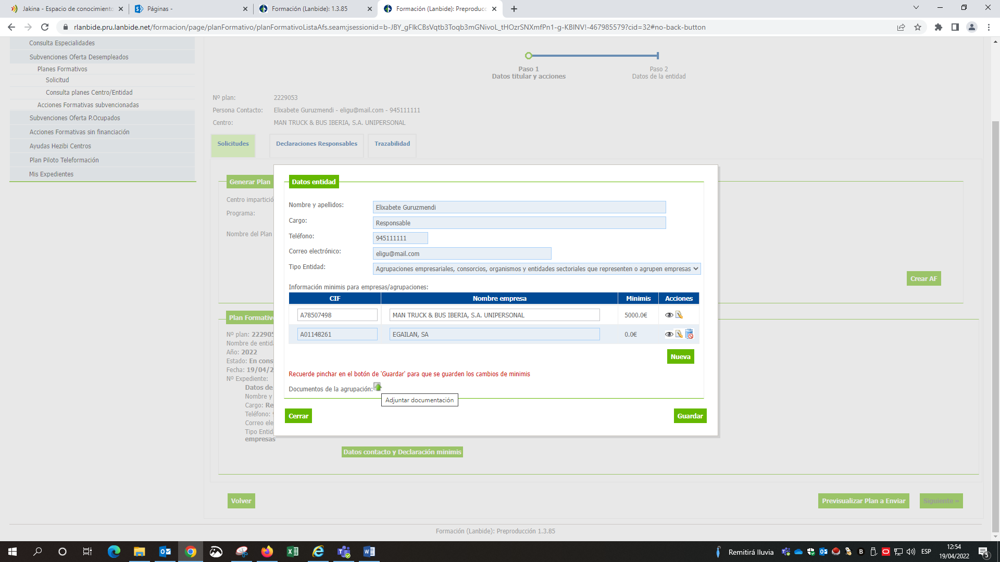 Jakina - Espacio de conocimiento
Páginas -
Formación (Lanbide): 1.3.85
Formación (Lanbide): Preproducc
rlanbide.pru.lanbide.net/formacion/page/planFormativo/planFormativoListaAfs.seam;jsessionid=b-JBY_gFlkCBsVqtb3Toqb3mGNivoL_tHOzrSNXmfPn1-g-KBINV!-467985579?cid=32#no-back-button
Consulta Especialidades
Subvenciones Oferta Desempleados
Planes Formativos
Solicitud
Consulta planes Centro/Entidad
Acciones Formativas subvencionadas
Subvenciones Oferta P.Ocupados
Acciones Formativas sin financiación
Ayudas Hezibi Centros
Plan Piloto Teleformación
Mis Expedientes
Paso 1
Datos titular y acciones
Paso 2
Datos de la entidad
Nº plan: 2229053
Persona Contacto: Elixabete Guruzmendi - eligu@mail.com - 945111111
Centro: MAN TRUCK & BUS IBERIA, S.A. UNIPERSONAL
Solicitudes
Declaraciones Responsables
Trazabilidad
Generar Plan
Centro impartició
Programa:
Nombre del Plan
Crear AF
Datos entidad
Nombre y apellidos: Elixabete Guruzmendi
Cargo: Responsable
Teléfono: 945111111
Correo electrónico: eligu@mail.com
Tipo Entidad: Agrupaciones empresariales, consorcios, organismos y entidades sectoriales que representen o agrupen empresas
Información minimis para empresas/agrupaciones:
CIF Nombre empresa Minimis Acciones
A78507498 MAN TRUCK & BUS IBERIA, S.A. UNIPERSONAL 5000.0€
A01148261 EGAILAN, SA 0.0€
Nueva
Recuerde pinchar en el botón de 'Guardar' para que se guarden los cambios de minimis
Documentos de la agrupación:
Adjuntar documentación
Cerrar
Guardar
Plan Formativo
Nº plan: 222905
Nombre de entida
Año: 2022
Estado: En cons
Fecha: 19/04/2
Nº Expediente:
Datos de
Nombre y
Cargo: Re
Teléfono: 9
Correo ele
Tipo Entid
empresas
Datos contacto y Declaración minimis
Volver
Previsualizar Plan a Enviar
Siguiente »
Formación (Lanbide): Preproducción 1.3.85
Remitirá lluvia
ESP
12:54
19/04/2022
5